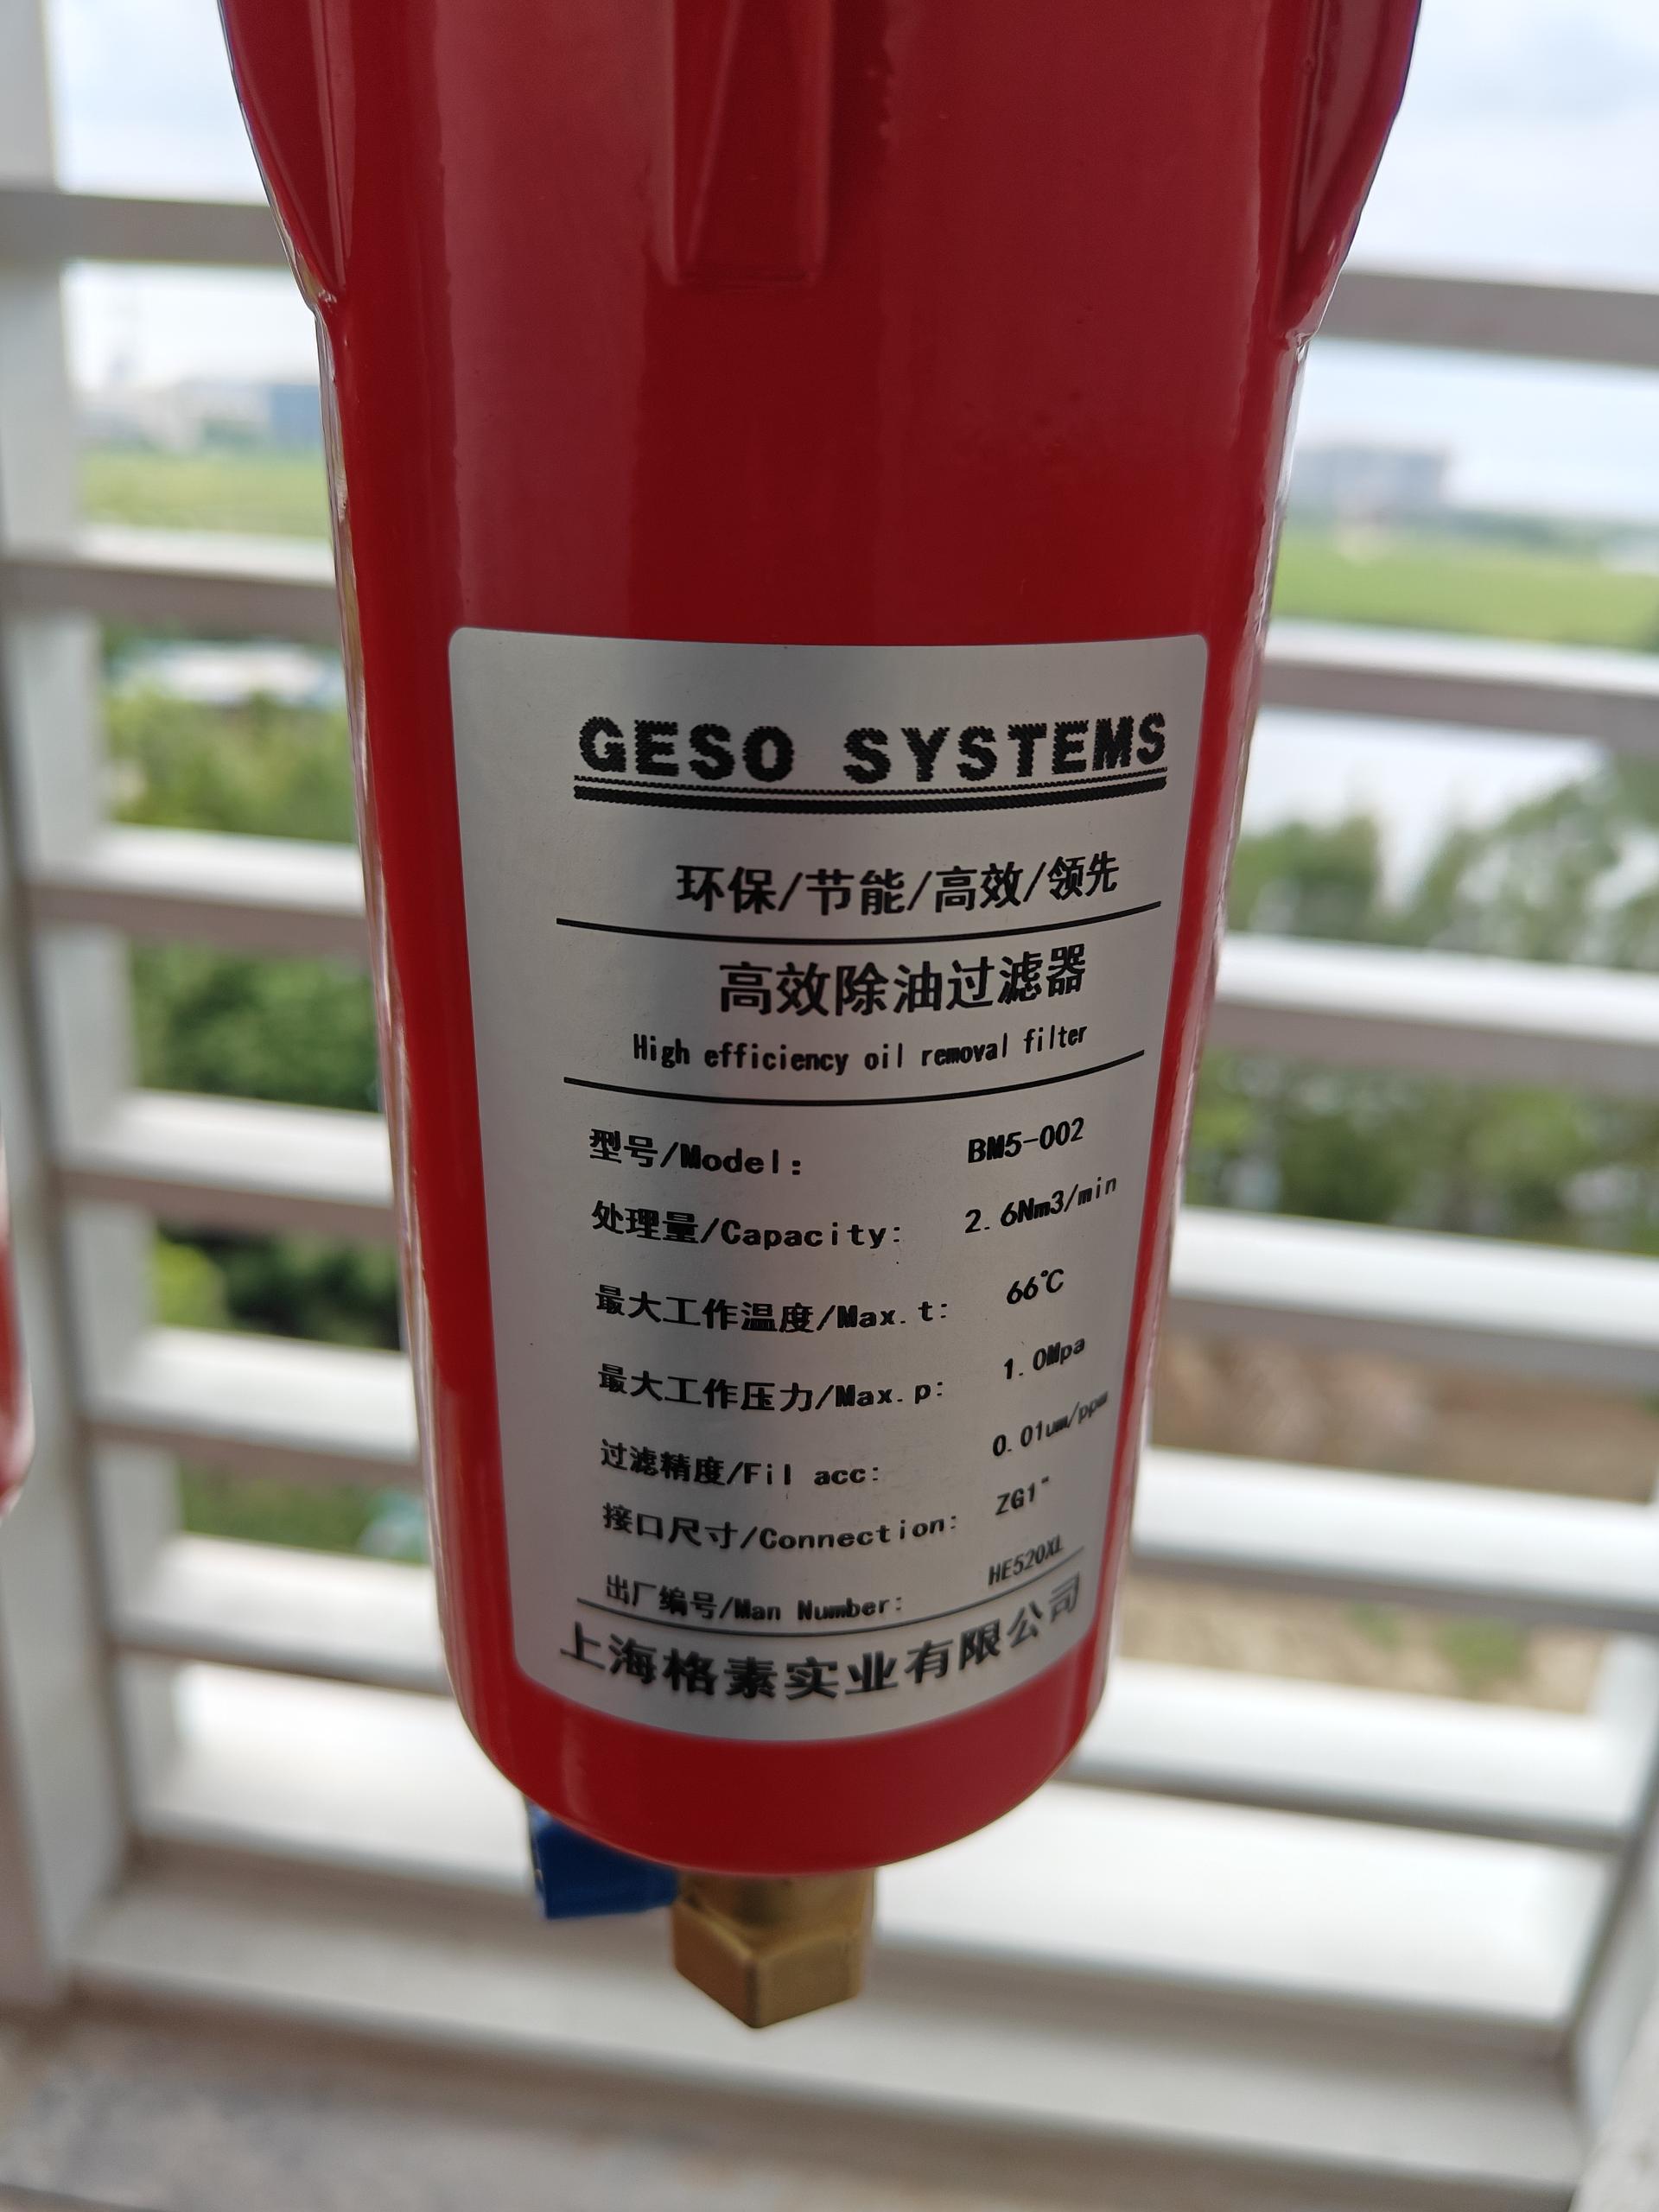 GESO SYSTEMS
环保/节能/高效/领先
高效除油过滤器
High efficiency oil removal filter
型号/Model: BM5-002
处理量/Capacity: 2.6Nm3/min
最大工作温度/Max.t: 66℃
最大工作压力/Max.p: 1.0Mpa
过滤精度/Fil acc: 0.01um/ppm
接口尺寸/Connection: ZG1"
出厂编号/Man Number: HE520XL
上海格素实业有限公司